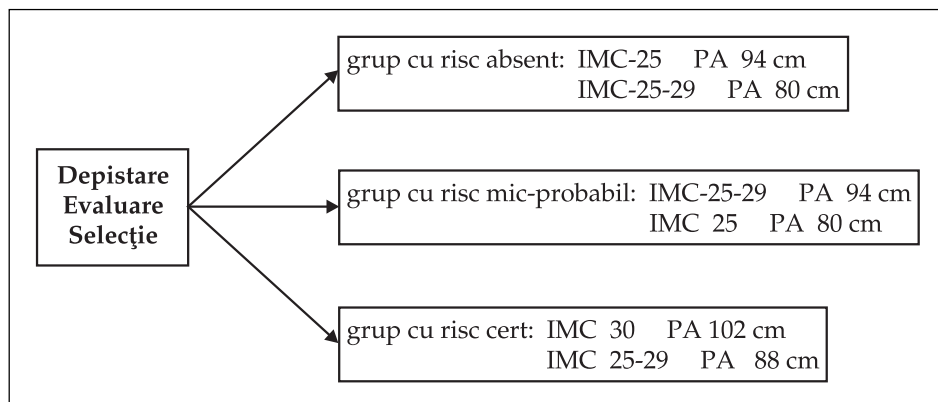 grup cu risc absent: IMC-25 PA 94 cm
IMC-25-29 PA 80 cm
Depistare
Evaluare
Selecţie
grup cu risc mic-probabil: IMC-25-29 PA 94 cm
IMC 25 PA 80 cm
grup cu risc cert: IMC 30 PA 102 cm
IMC 25-29 PA 88 cm